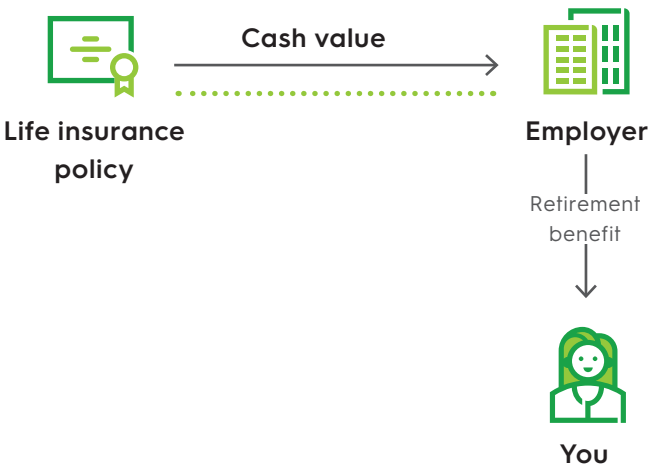 Cash value
Life insurance
policy
Employer
Retirement
benefit
You